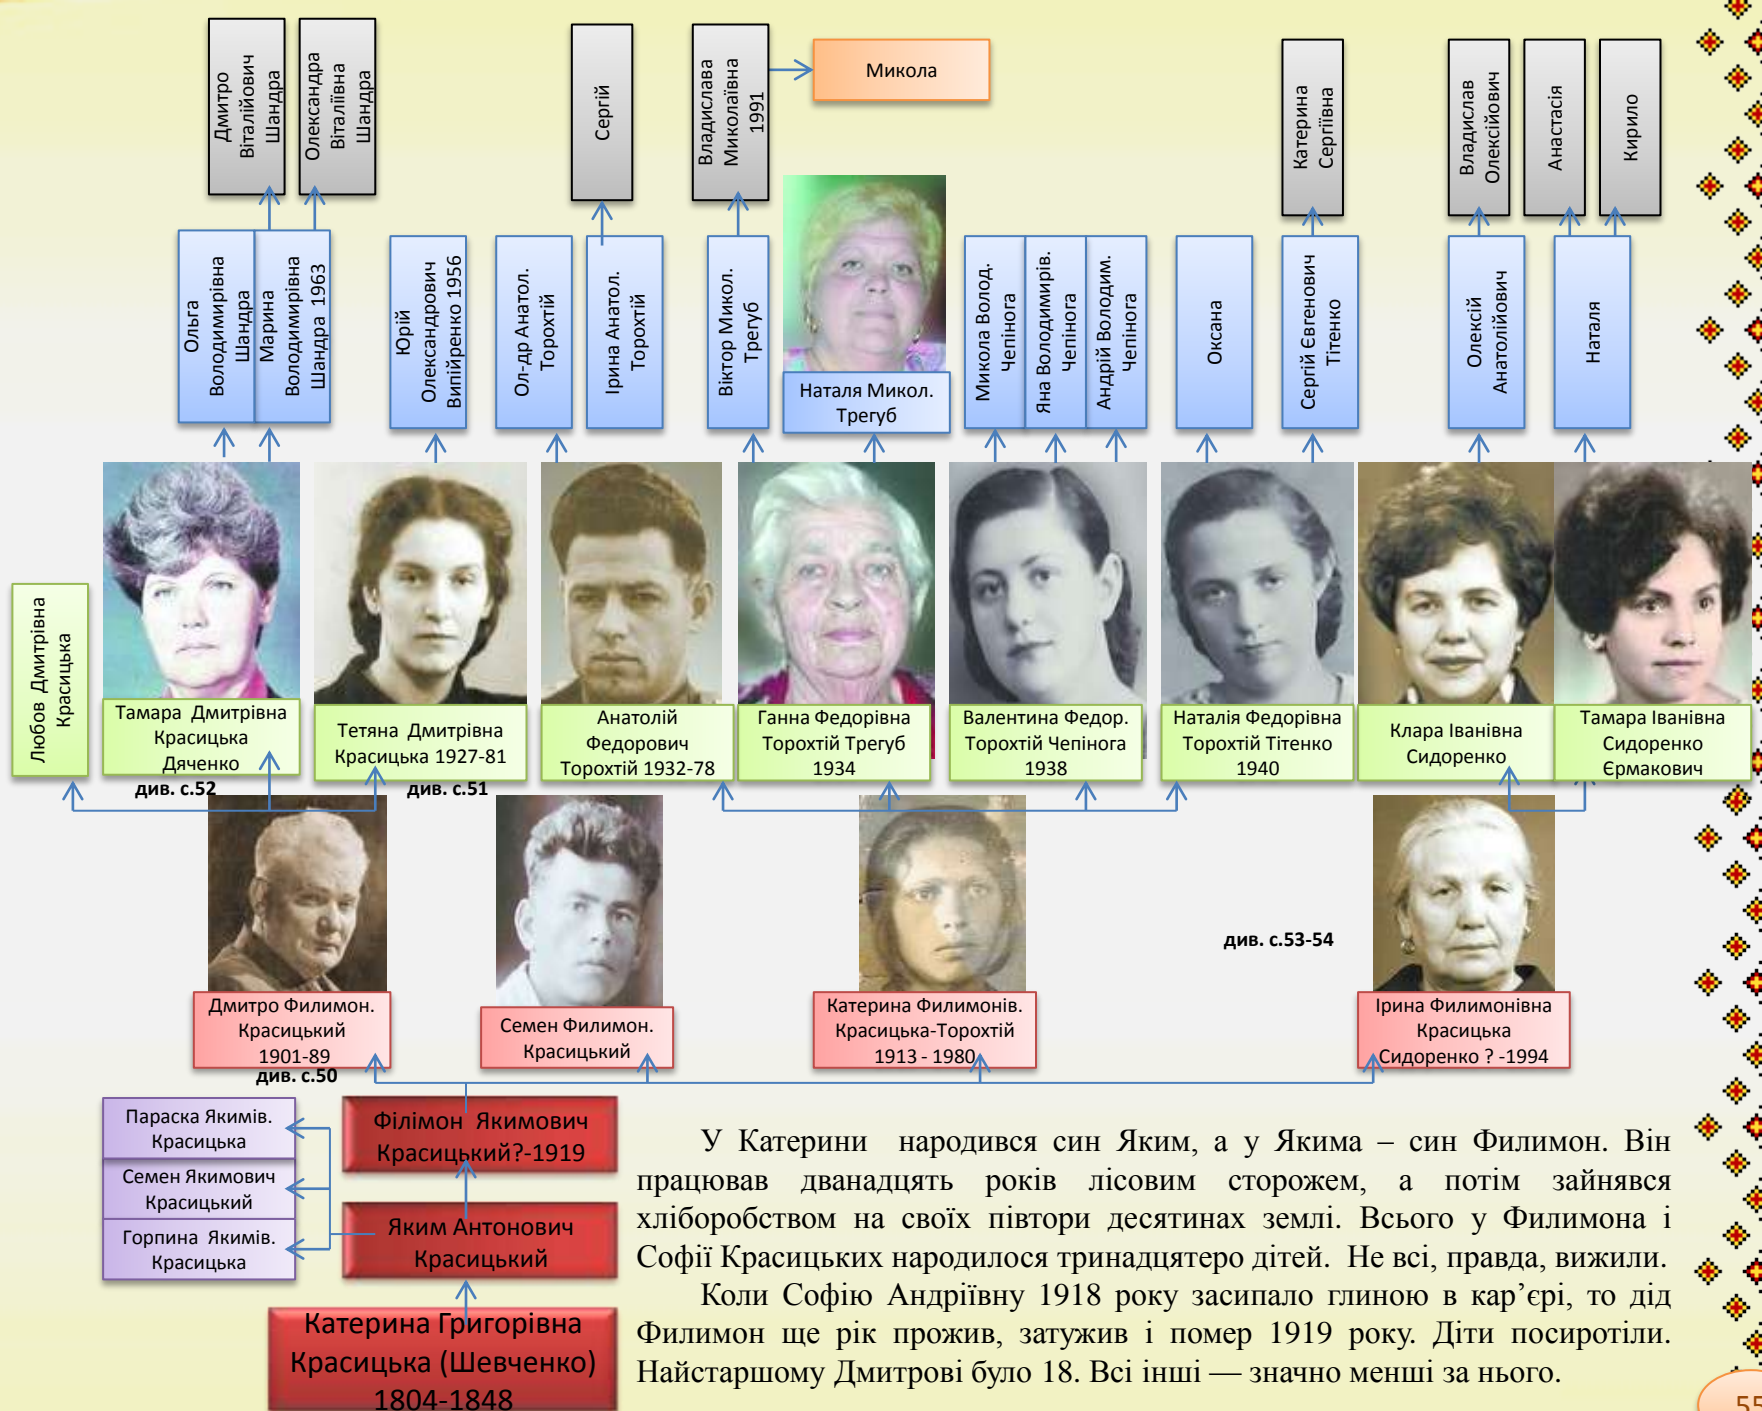 Дмитро
Віталійович
Шандра
Олександра
Віталіївна
Шандра
Сергій
Владислава
Миколаївна
1991
Микола
Катерина
Сергіївна
Владислав
Олексійович
Анастасія
Кирило
Ольга
Володимирівна
Шандра
Марина
Володимирівна
Шандра 1963
Юрій
Олександрович
Випійренко 1956
Ол-др Анатол.
Торохтій
Ірина Анатол.
Торохтій
Віктор Микол.
Трегуб
Наталя Микол.
Трегуб
Микола Волод.
Чепінога
Яна Володимирів.
Чепінога
Андрій Володим.
Чепінога
Оксана
Сергій Євгенович
Тітенко
Олексій
Анатолійович
Наталя
Любов Дмитрівна
Красицька
Тамара Дмитрівна
Красицька
Дяченко
див. с.52
Тетяна Дмитрівна
Красицька 1927-81
див. с.51
Анатолій
Федорович
Торохтій 1932-78
Ганна Федорівна
Торохтій Трегуб
1934
Валентина Федор.
Торохтій Чепінога
1938
Наталія Федорівна
Торохтій Тітенко
1940
Клара Іванівна
Сидоренко
Тамара Іванівна
Сидоренко
Єрмакович
див. с.53-54
Дмитро Филимон.
Красицький
1901-89
див. с.50
Семен Филимон.
Красицький
Катерина Филимонів.
Красицька-Торохтій
1913 - 1980
Ірина Филимонівна
Красицька
Сидоренко ? -1994
Параска Якимів.
Красицька
Семен Якимович
Красицький
Горпина Якимів.
Красицька
Філімон Якимович
Красицький?-1919
Яким Антонович
Красицький
Катерина Григорівна
Красицька (Шевченко)
1804-1848
У Катерини народився син Яким, а у Якима – син Филимон. Він
працював дванадцять років лісовим сторожем, а потім зайнявся
хліборобством на своїх півтори десятинах землі. Всього у Филимона і
Софії Красицьких народилося тринадцятеро дітей. Не всі, правда, вижили.
Коли Софію Андріївну 1918 року засипало глиною в кар’єрі, то дід
Филимон ще рік прожив, затужив і помер 1919 року. Діти посиротіли.
Найстаршому Дмитрові було 18. Всі інші — значно менші за нього.
55